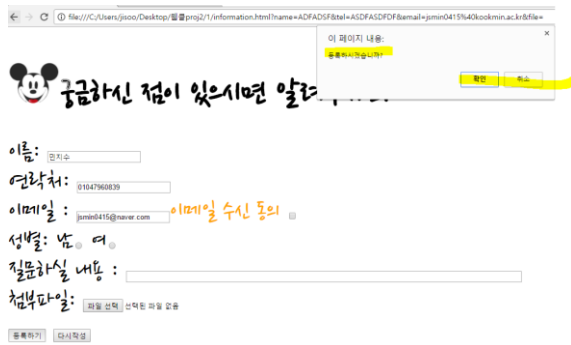 file:///C:/Users/jisoo/Desktop/웹클proj2/1/information.html?name=ADFADSF&tel=ASDFASDFDF&email=jsmin0415%40kookmin.ac.kr&file=
이 페이지 내용:
등록하시겠습니까?
확인 취소
궁금하신 점이 있으시면
이름: 민지수
연락처: 01047960839
이메일 : jsmin0415@naver.com 이메일 수신 동의
성별: 남 여
질문하실 내용 :
첨부파일: 파일 선택 선택된 파일 없음
등록하기 다시작성